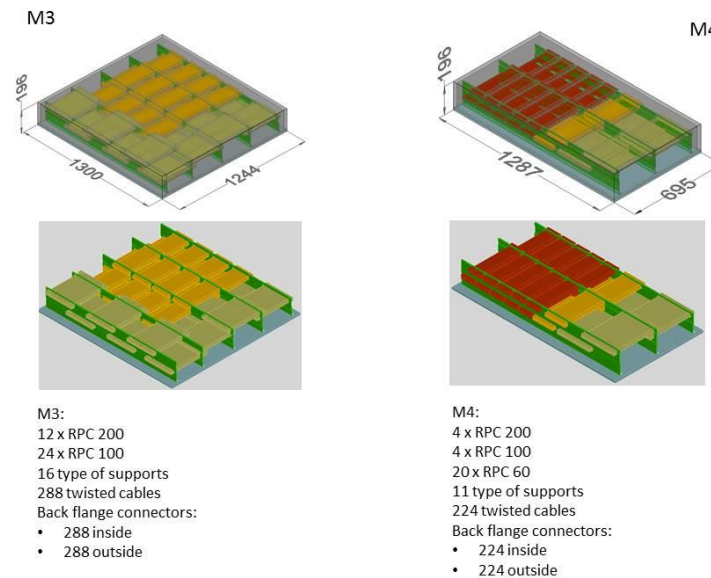 M3
M4
196
1300
1244
196
1287
695
M3:
12 x RPC 200
24 x RPC 100
16 type of supports
288 twisted cables
Back flange connectors:
• 288 inside
• 288 outside
M4:
4 x RPC 200
4 x RPC 100
20 x RPC 60
11 type of supports
224 twisted cables
Back flange connectors:
• 224 inside
• 224 outside